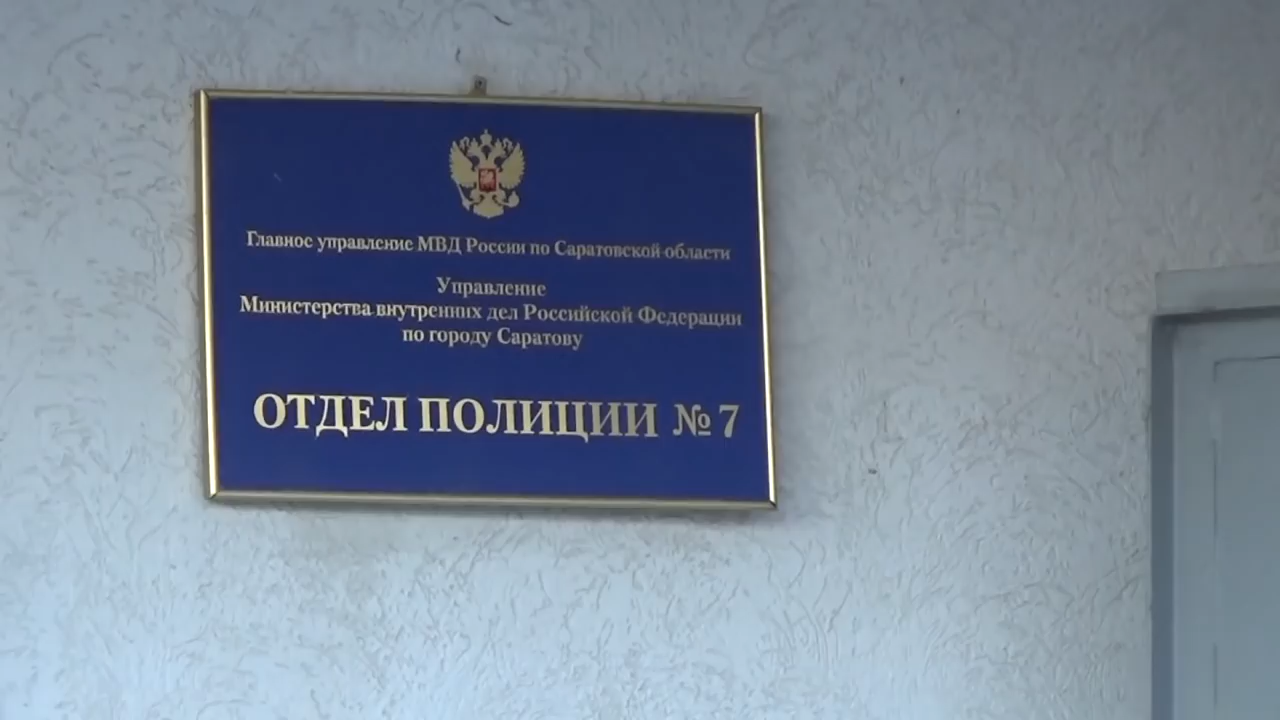 Главное управление МВД России по Саратовской области
Управление
Министерства внутренних дел Российской Федерации
по городу Саратову
ОТДЕЛ ПОЛИЦИИ № 7